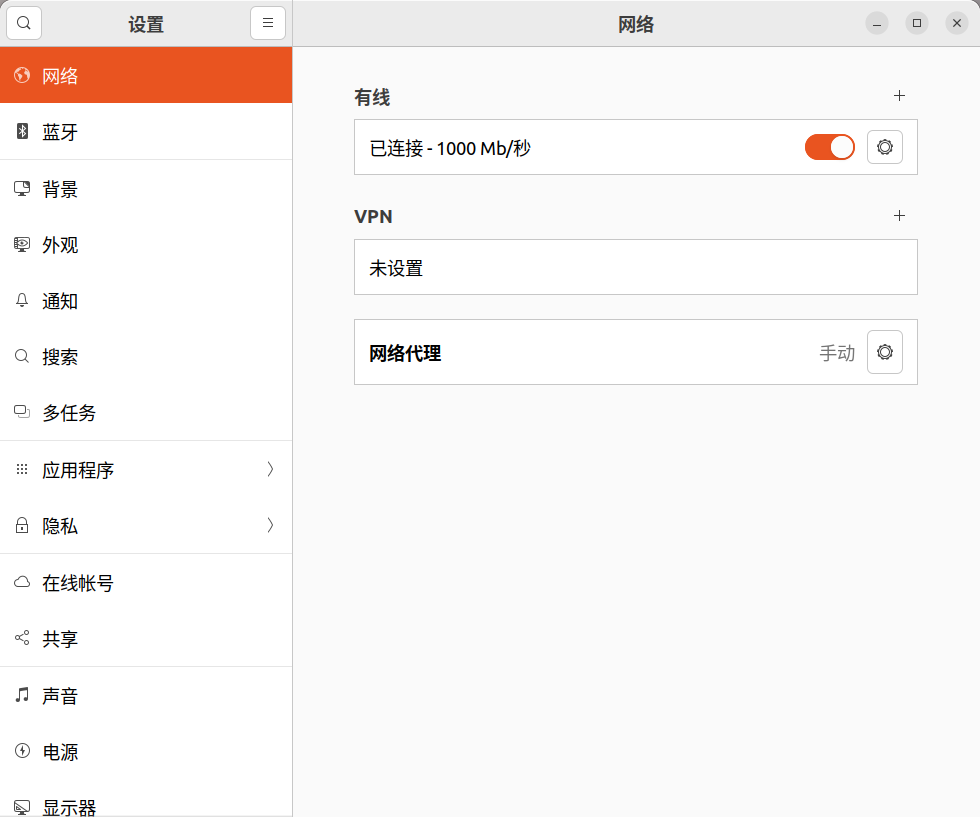 设置
网络
网络
蓝牙
背景
外观
通知
搜索
多任务
应用程序
隐私
在线帐号
共享
声音
电源
显示器
有线
已连接 - 1000 Mb/秒
VPN
未设置
网络代理 手动